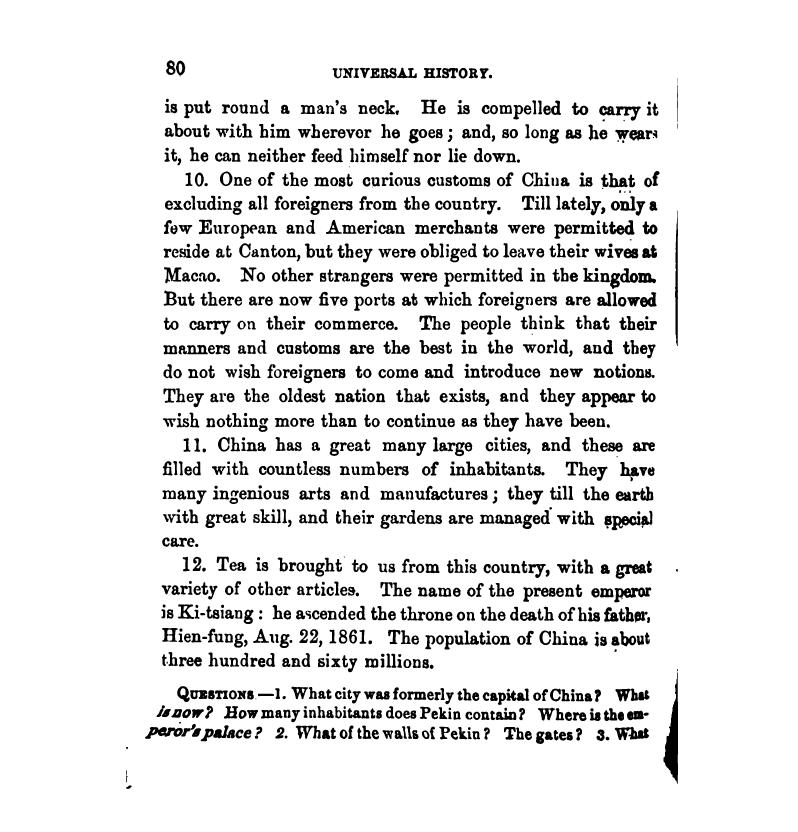 80
UNIVERSAL HISTORY.
is put round a man's neck. He is compelled to carry it
about with him wherever he goes; and, so long as he wears
it, he can neither feed himself nor lie down.
10. One of the most curious customs of China is that of
excluding all foreigners from the country. Till lately, only a
few European and American merchants were permitted to
reside at Canton, but they were obliged to leave their wives at
Macao. No other strangers were permitted in the kingdom.
But there are now five ports at which foreigners are allowed
to carry on their commerce. The people think that their
manners and customs are the best in the world, and they
do not wish foreigners to come and introduce new notions.
They are the oldest nation that exists, and they appear to
wish nothing more than to continue as they have been.
11. China has a great many large cities, and these are
filled with countless numbers of inhabitants. They have
many ingenious arts and manufactures; they till the earth
with great skill, and their gardens are managed with special
care.
12. Tea is brought to us from this country, with a great
variety of other articles. The name of the present emperor
is Ki-tsiang: he ascended the throne on the death of his father,
Hien-fung, Aug. 22, 1861. The population of China is about
three hundred and sixty millions.
QUESTIONS—1. What city was formerly the capital of China? What
is now? How many inhabitants does Pekin contain? Where is the em-
peror's palace? 2. What of the walls of Pekin? The gates? 3. What